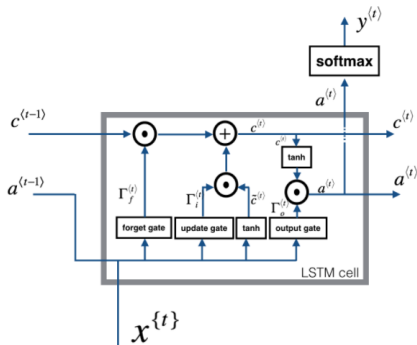 y⟨t⟩
softmax
a⟨t⟩
c⟨t−1⟩
c⟨t⟩
c⟨t⟩
c⟨t⟩
tanh
a⟨t−1⟩
Γf⟨t⟩
Γi⟨t⟩
c̃⟨t⟩
Γo⟨t⟩
a⟨t⟩
a⟨t⟩
forget gate
update gate
tanh
output gate
LSTM cell
x{t}